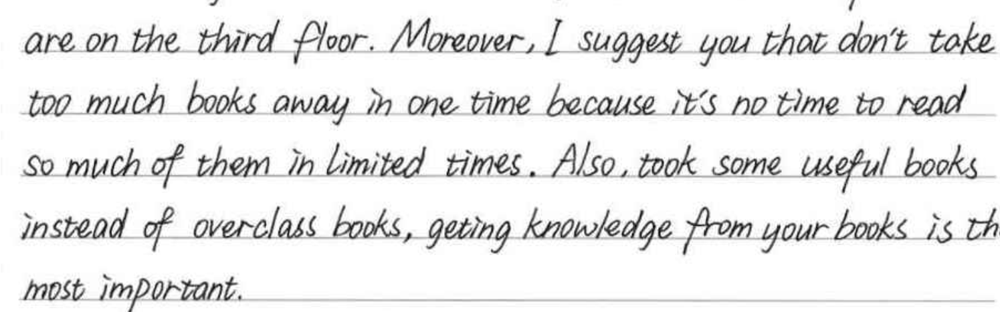 are on the third floor. Moreover, I suggest you that don't take
too much books away in one time because it's no time to read
so much of them in limited times. Also, took some useful books
instead of overclass books, geting knowledge from your books is th
most important.